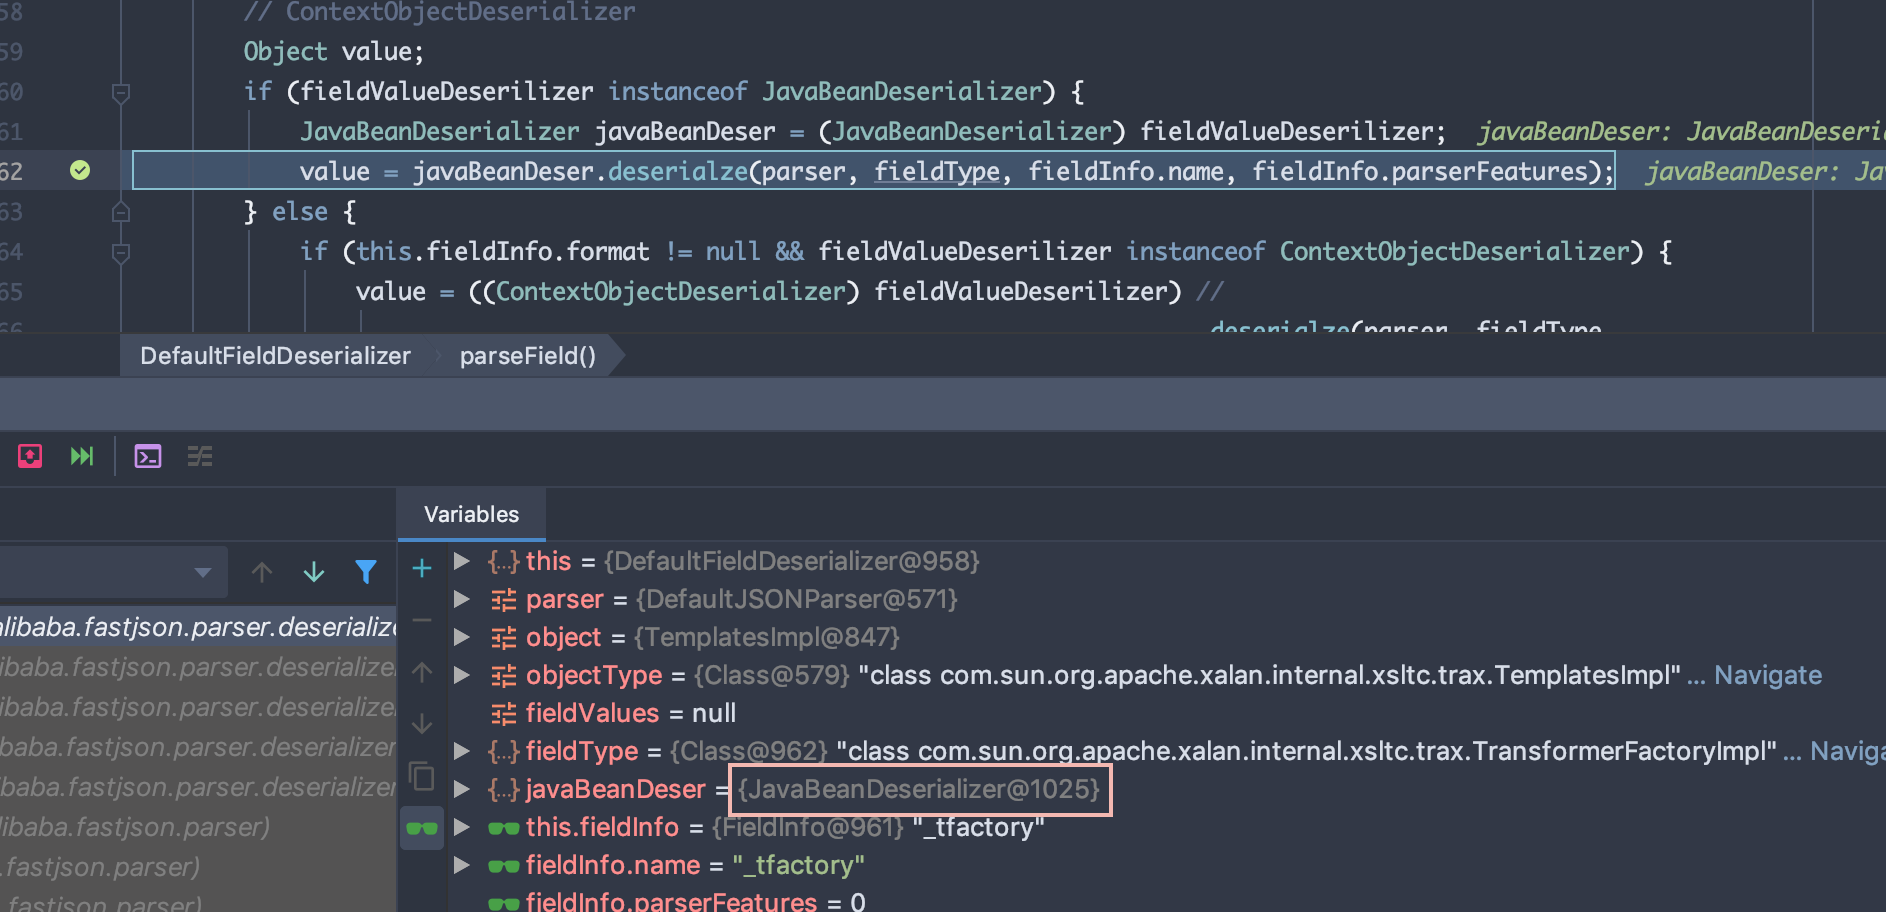 58 // ContextObjectDeserializer
59 Object value;
60 if (fieldValueDeserilizer instanceof JavaBeanDeserializer) {
61 JavaBeanDeserializer javaBeanDeser = (JavaBeanDeserializer) fieldValueDeserilizer; javaBeanDeser: JavaBeanDeseri
62 value = javaBeanDeser.deserialze(parser, fieldType, fieldInfo.name, fieldInfo.parserFeatures); javaBeanDeser: Ja
63 } else {
64 if (this.fieldInfo.format != null && fieldValueDeserilizer instanceof ContextObjectDeserializer) {
65 value = ((ContextObjectDeserializer) fieldValueDeserilizer) //
66 deserialze(parser, fieldType
DefaultFieldDeserializer parseField()
Variables
this = {DefaultFieldDeserializer@958}
parser = {DefaultJSONParser@571}
object = {TemplatesImpl@847}
objectType = {Class@579} "class com.sun.org.apache.xalan.internal.xsltc.trax.TemplatesImpl" ... Navigate
fieldValues = null
fieldType = {Class@962} "class com.sun.org.apache.xalan.internal.xsltc.trax.TransformerFactoryImpl" ... Naviga
javaBeanDeser = {JavaBeanDeserializer@1025}
this.fieldInfo = {FieldInfo@961} "_tfactory"
fieldInfo.name = "_tfactory"
fieldInfo.parserFeatures = 0
alibaba.fastjson.parser.deserialize
ibaba.fastjson.parser.deserializer
ibaba.fastjson.parser.deserializer
baba.fastjson.parser.deserializer
ibaba.fastjson.parser.deserializer
libaba.fastjson.parser)
.fastjson.parser)
.fastjson.parser)